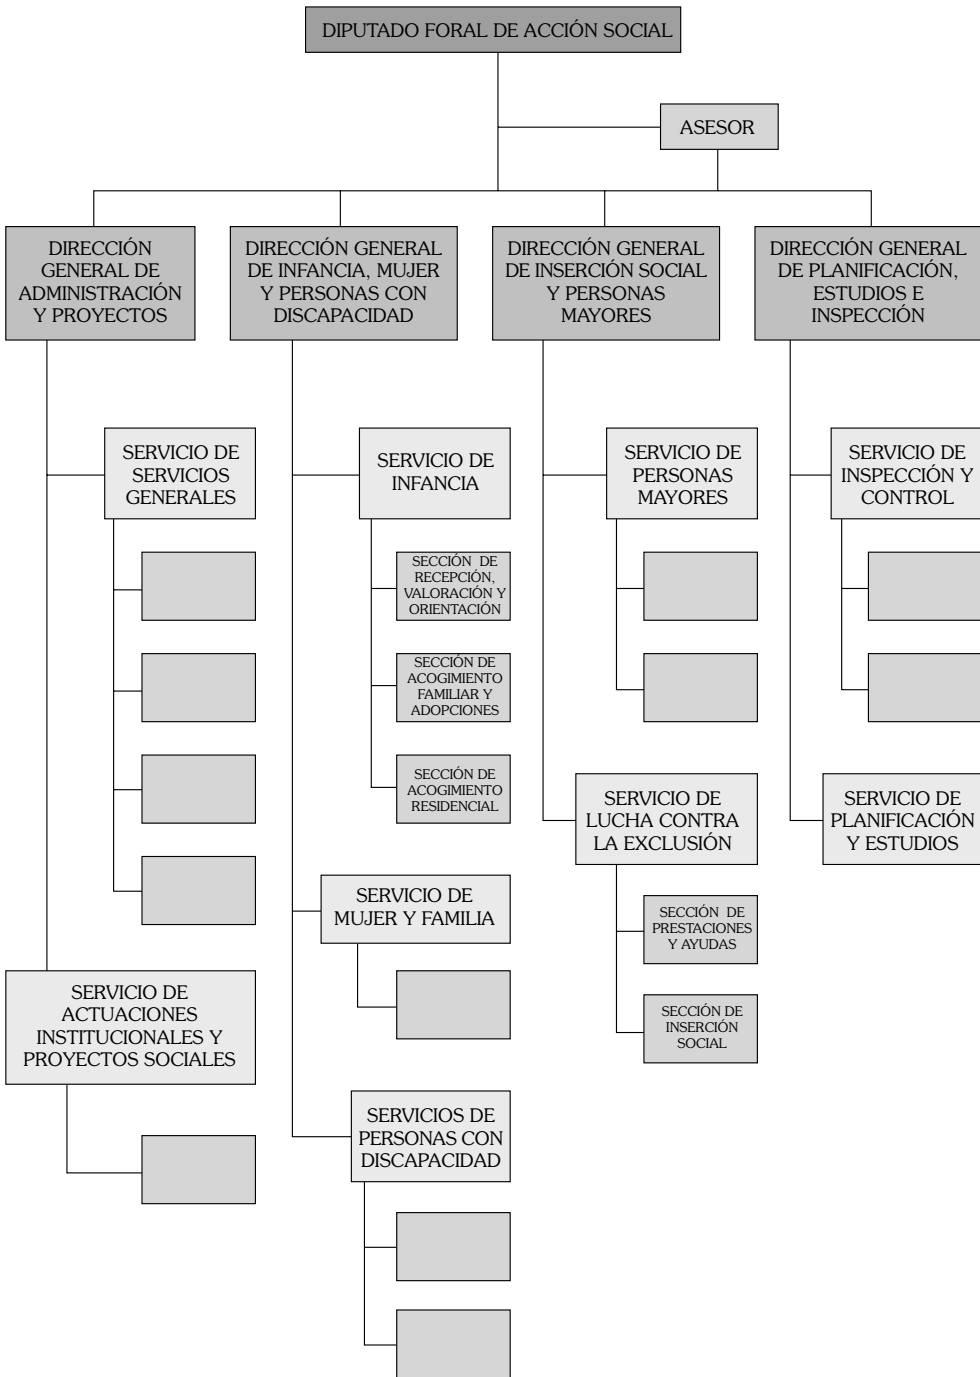 DIPUTADO FORAL DE ACCIÓN SOCIAL
ASESOR
DIRECCIÓN
GENERAL DE
ADMINISTRACIÓN
Y PROYECTOS
DIRECCIÓN GENERAL
DE INFANCIA, MUJER
Y PERSONAS CON
DISCAPACIDAD
DIRECCIÓN GENERAL
DE INSERCIÓN SOCIAL
Y PERSONAS
MAYORES
DIRECCIÓN GENERAL
DE PLANIFICACIÓN,
ESTUDIOS E
INSPECCIÓN
SERVICIO DE
SERVICIOS
GENERALES
SERVICIO DE
INFANCIA
SERVICIO DE
PERSONAS
MAYORES
SERVICIO DE
INSPECCIÓN Y
CONTROL
SECCIÓN DE
RECEPCIÓN,
VALORACIÓN Y
ORIENTACIÓN
SECCIÓN DE
ACOGIMIENTO
FAMILIAR Y
ADOPCIONES
SECCIÓN DE
ACOGIMIENTO
RESIDENCIAL
SERVICIO DE
LUCHA CONTRA
LA EXCLUSIÓN
SERVICIO DE
PLANIFICACIÓN
Y ESTUDIOS
SERVICIO DE
MUJER Y FAMILIA
SECCIÓN DE
PRESTACIONES
Y AYUDAS
SERVICIO DE
ACTUACIONES
INSTITUCIONALES Y
PROYECTOS SOCIALES
SECCIÓN DE
INSERCIÓN
SOCIAL
SERVICIOS DE
PERSONAS CON
DISCAPACIDAD